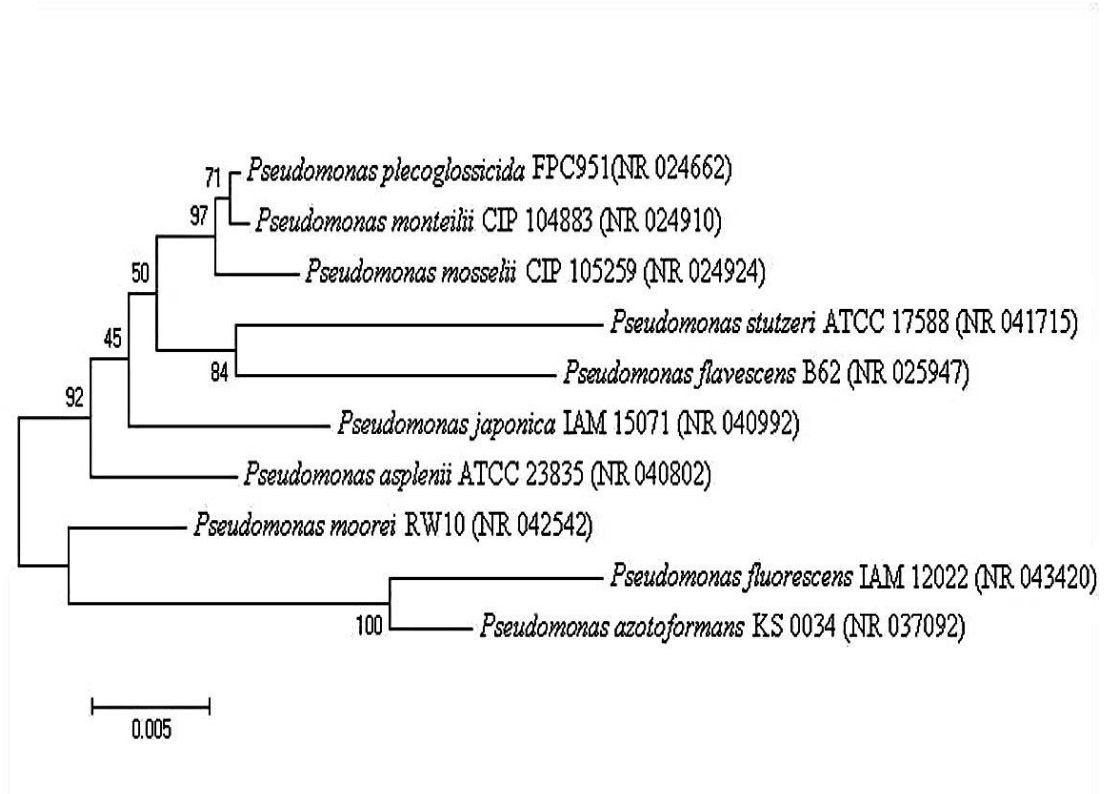 71
Pseudomonas plecoglossicida FPC951(NR 024662)
97
Pseudomonas monteilii CIP 104883 (NR 024910)
50
Pseudomonas mosselii CIP 105259 (NR 024924)
45
Pseudomonas stutzeri ATCC 17588 (NR 041715)
84
Pseudomonas flavescens B62 (NR 025947)
92
Pseudomonas japonica IAM 15071 (NR 040992)
Pseudomonas asplenii ATCC 23835 (NR 040802)
Pseudomonas moorei RW10 (NR 042542)
Pseudomonas fluorescens IAM 12022 (NR 043420)
100
Pseudomonas azotoformans KS 0034 (NR 037092)
0.005